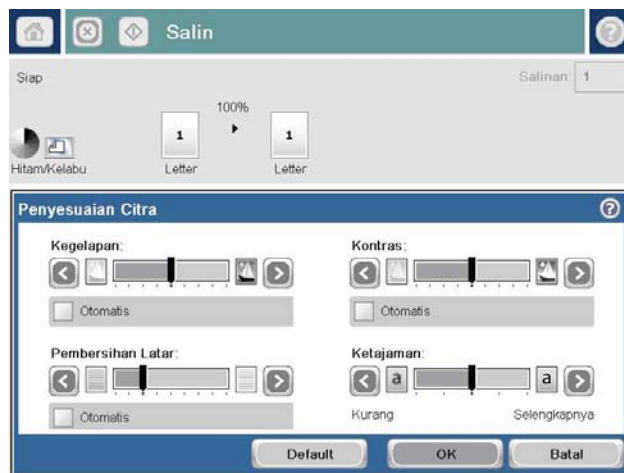 Salin
Siap
Salinan: 1
100%
1 1
Hitam/Kelabu Letter Letter
Penyesuaian Citra
Kegelapan: Kontras:
Otomatis Otomatis
Pembersihan Latar: Ketajaman:
a a
Otomatis Kurang Selengkapnya
Default OK Batal